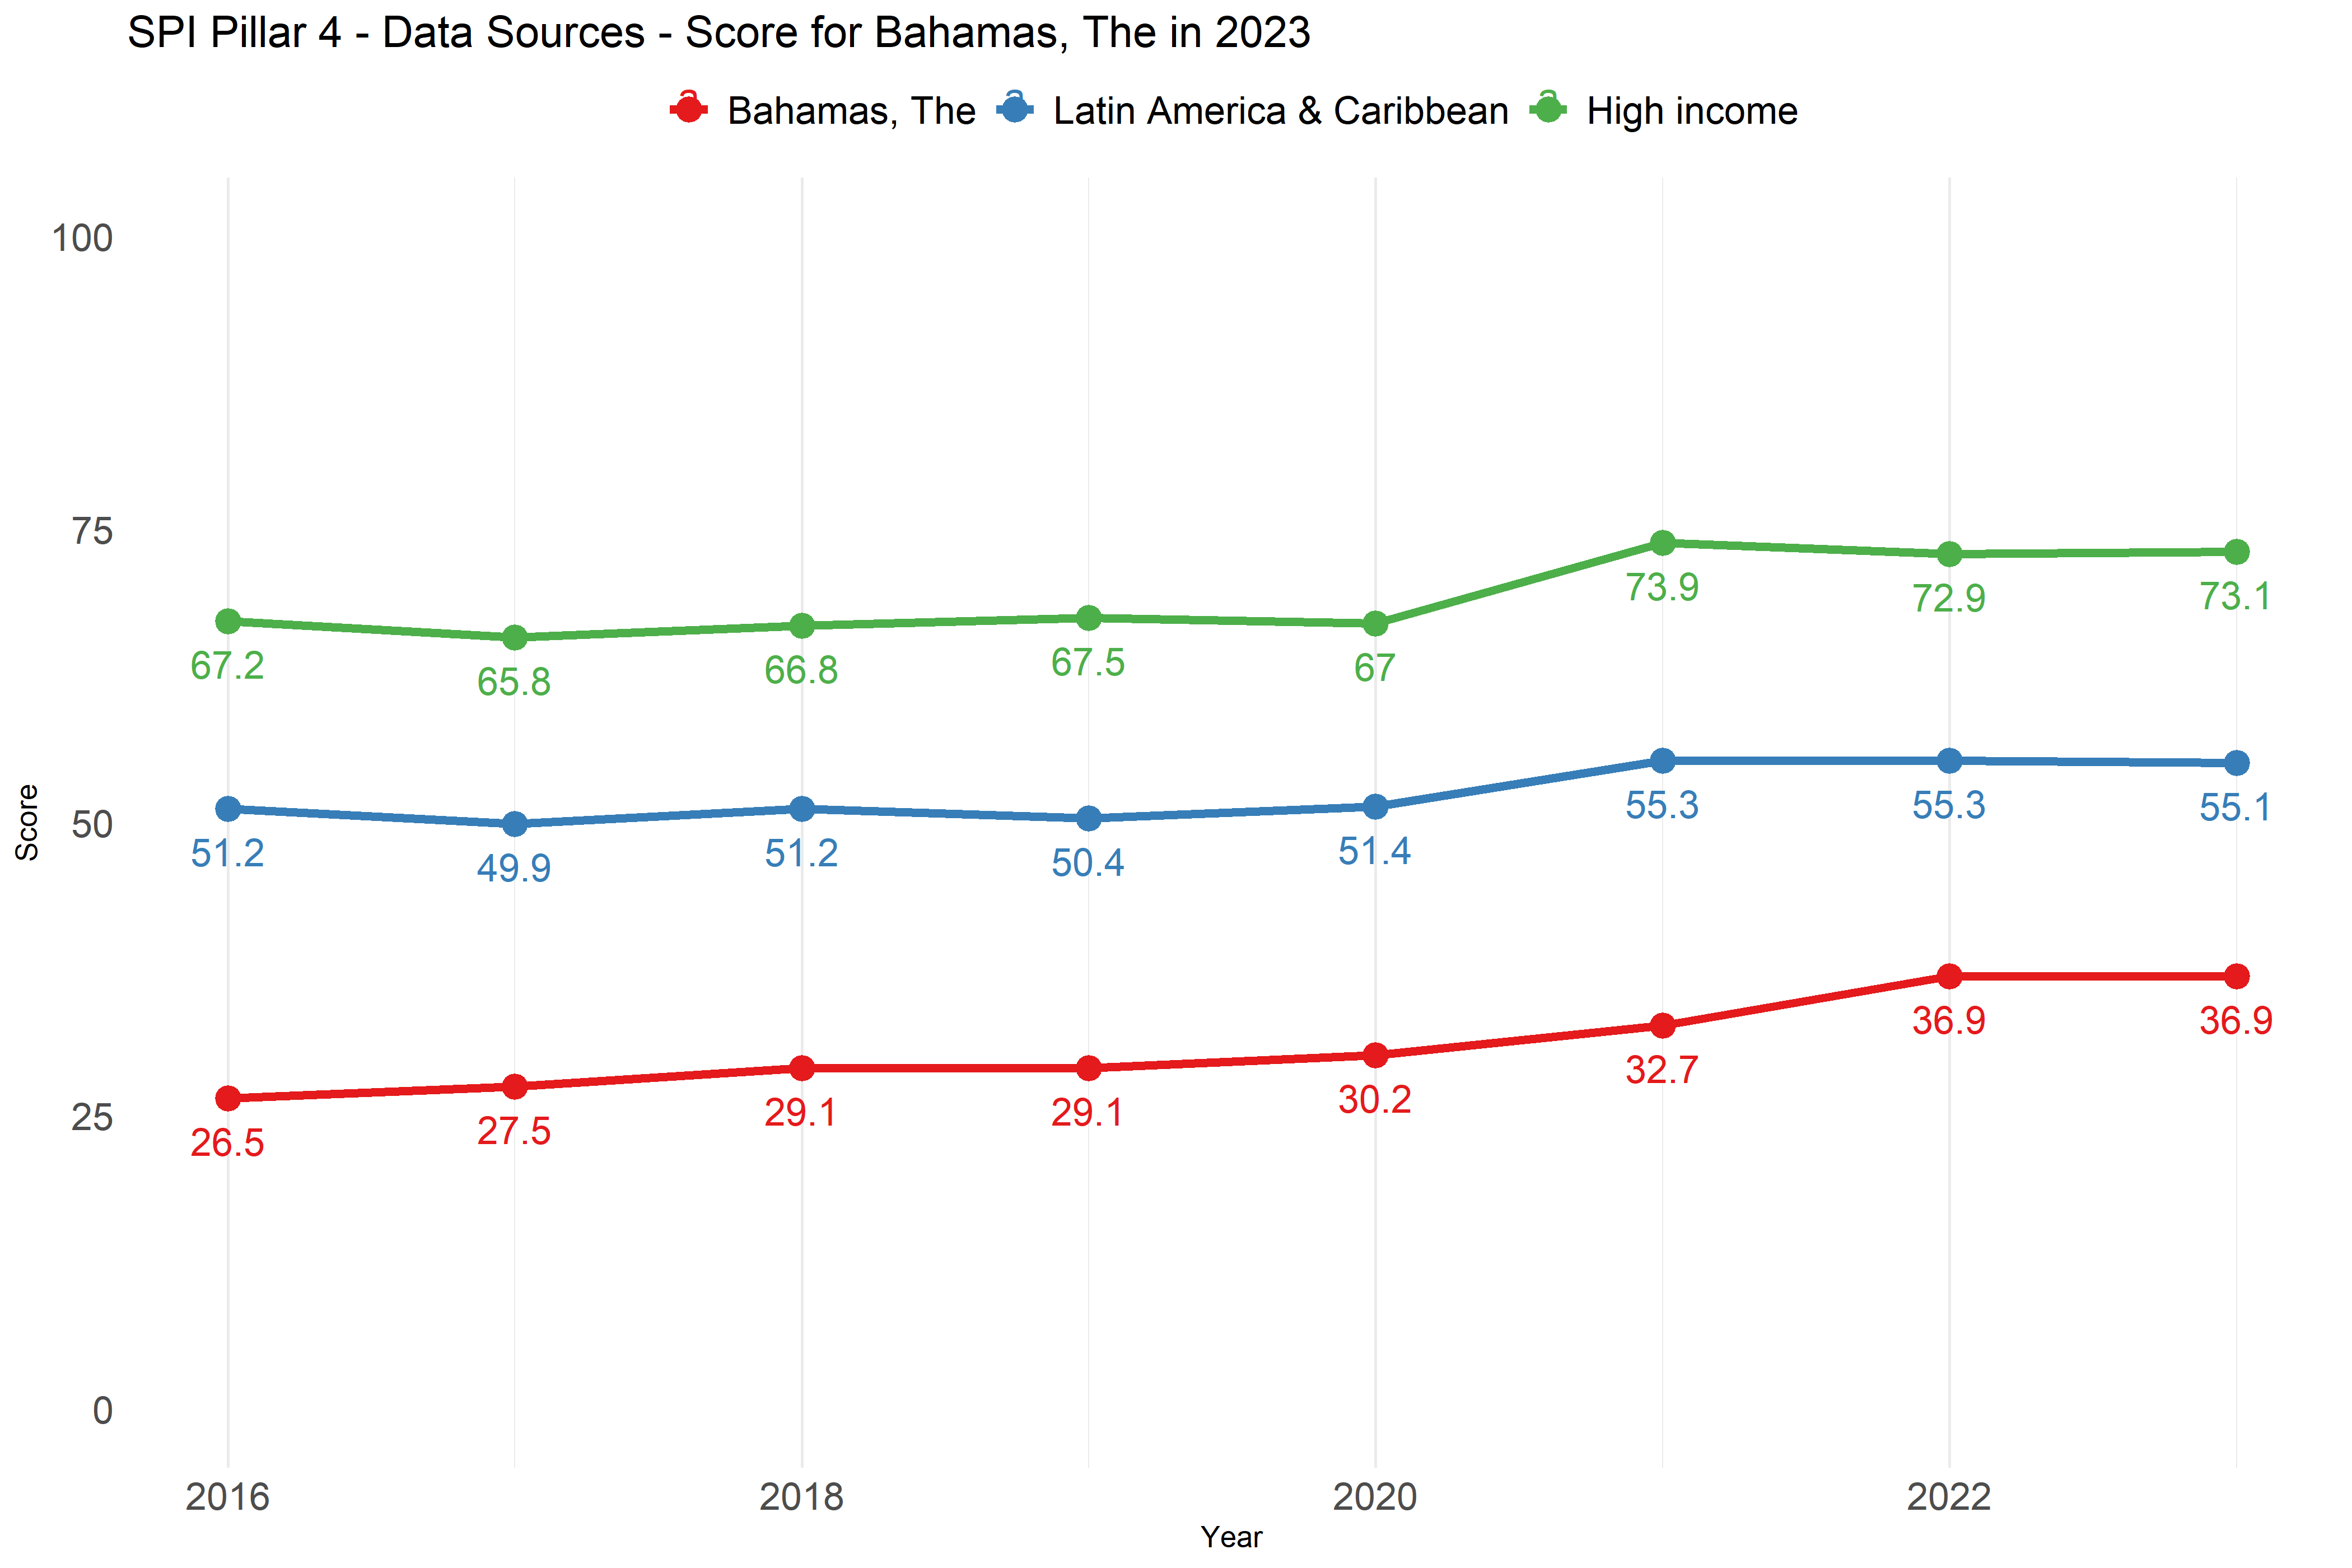 SPI Pillar 4 - Data Sources - Score for Bahamas, The in 2023
Bahamas, The Latin America & Caribbean High income
100
75
50
25
0
Score
67.2 65.8 66.8 67.5 67 73.9 72.9 73.1
51.2 49.9 51.2 50.4 51.4 55.3 55.3 55.1
26.5 27.5 29.1 29.1 30.2 32.7 36.9 36.9
2016 2018 2020 2022
Year